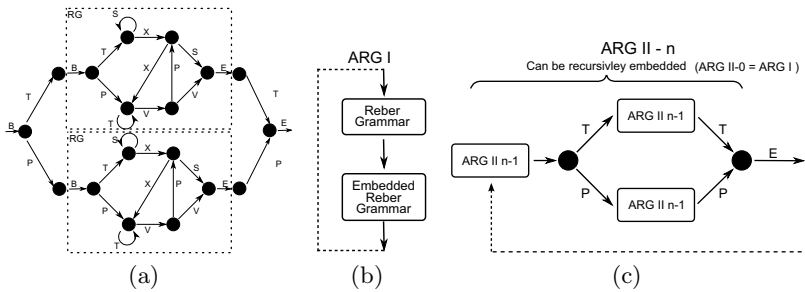 RG
S
X
T
S
B
E
P
X
P
V
T
T
T
B
E
P
P
RG
S
X
T
S
B
E
P
X
P
V
V
T
(a)
ARG I
Reber
Grammar
Embedded
Reber
Grammar
(b)
ARG II - n
Can be recursivley embedded (ARG II-0 = ARG I )
ARG II n-1
T
ARG II n-1
T
P
ARG II n-1
P
E
(c)